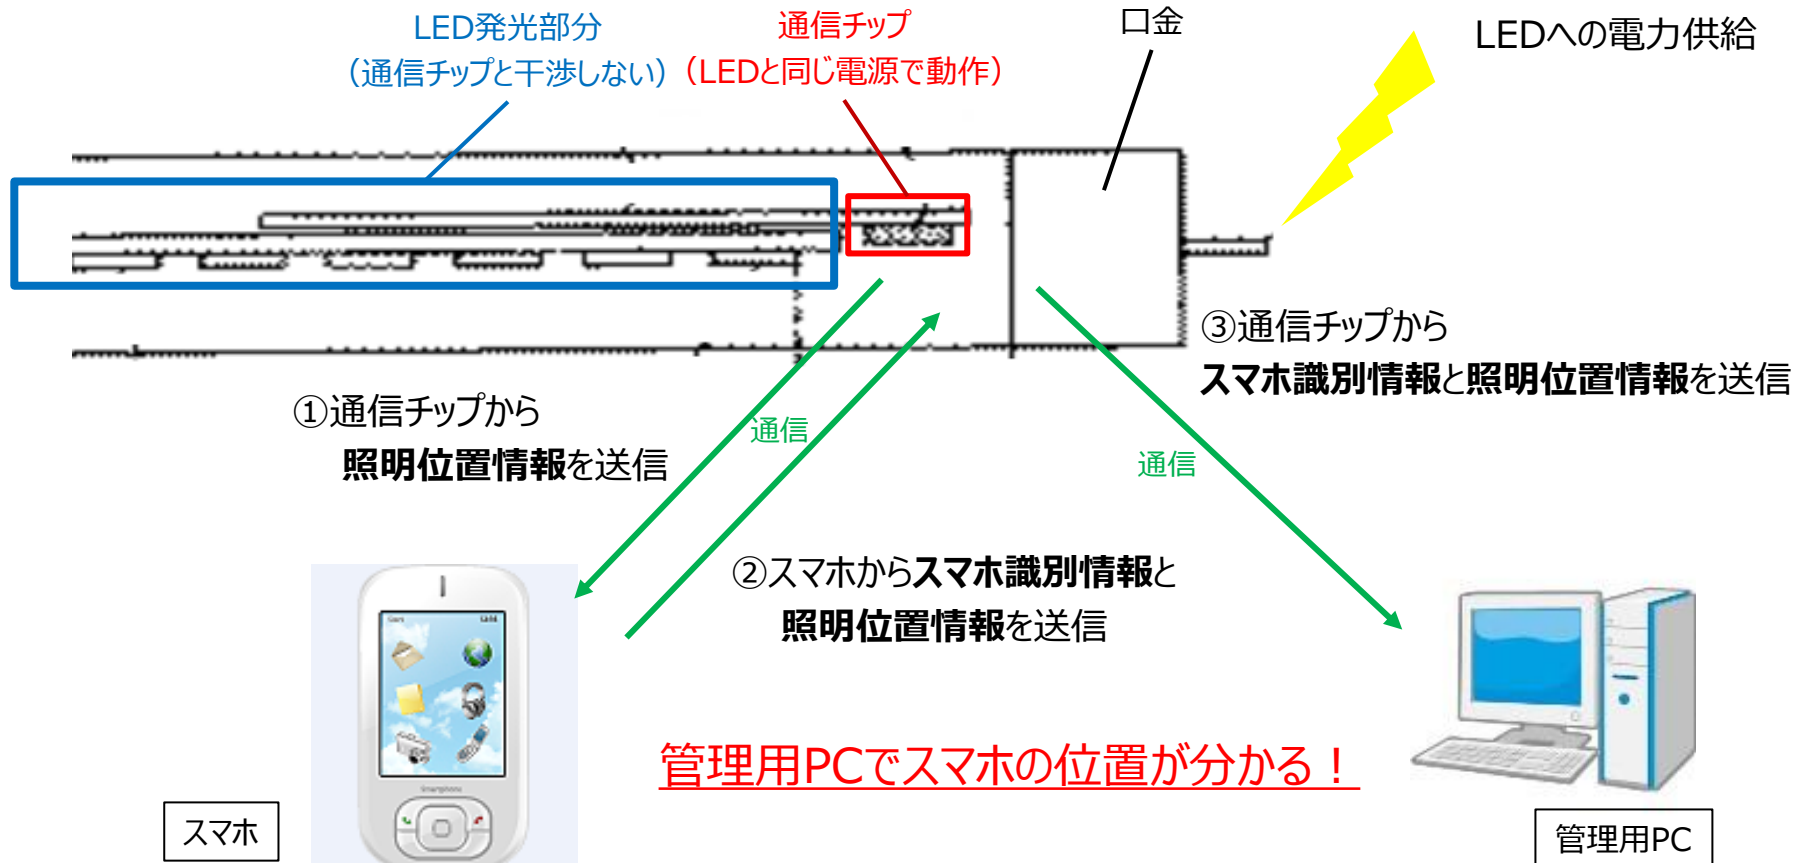 LED発光部分
（通信チップと干渉しない）
通信チップ
（LEDと同じ電源で動作）
口金
LEDへの電力供給
①通信チップから
照明位置情報を送信
通信
通信
③通信チップから
スマホ識別情報と照明位置情報を送信
②スマホからスマホ識別情報と
照明位置情報を送信
管理用PCでスマホの位置が分かる！
スマホ
管理用PC